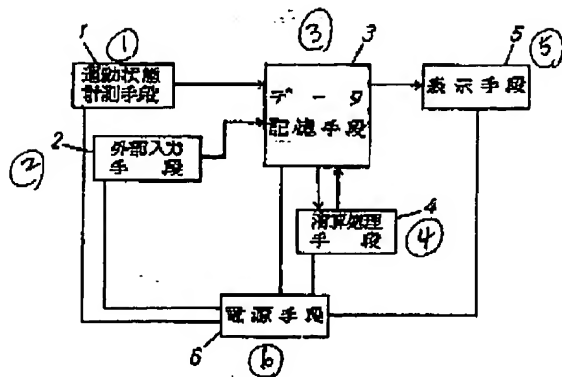 1
①
運動状態
計測手段
2
②
外部入力
手段
③
3
データ
記憶手段
5
⑤
表示手段
4
④
演算処理
手段
電源手段
6
⑥